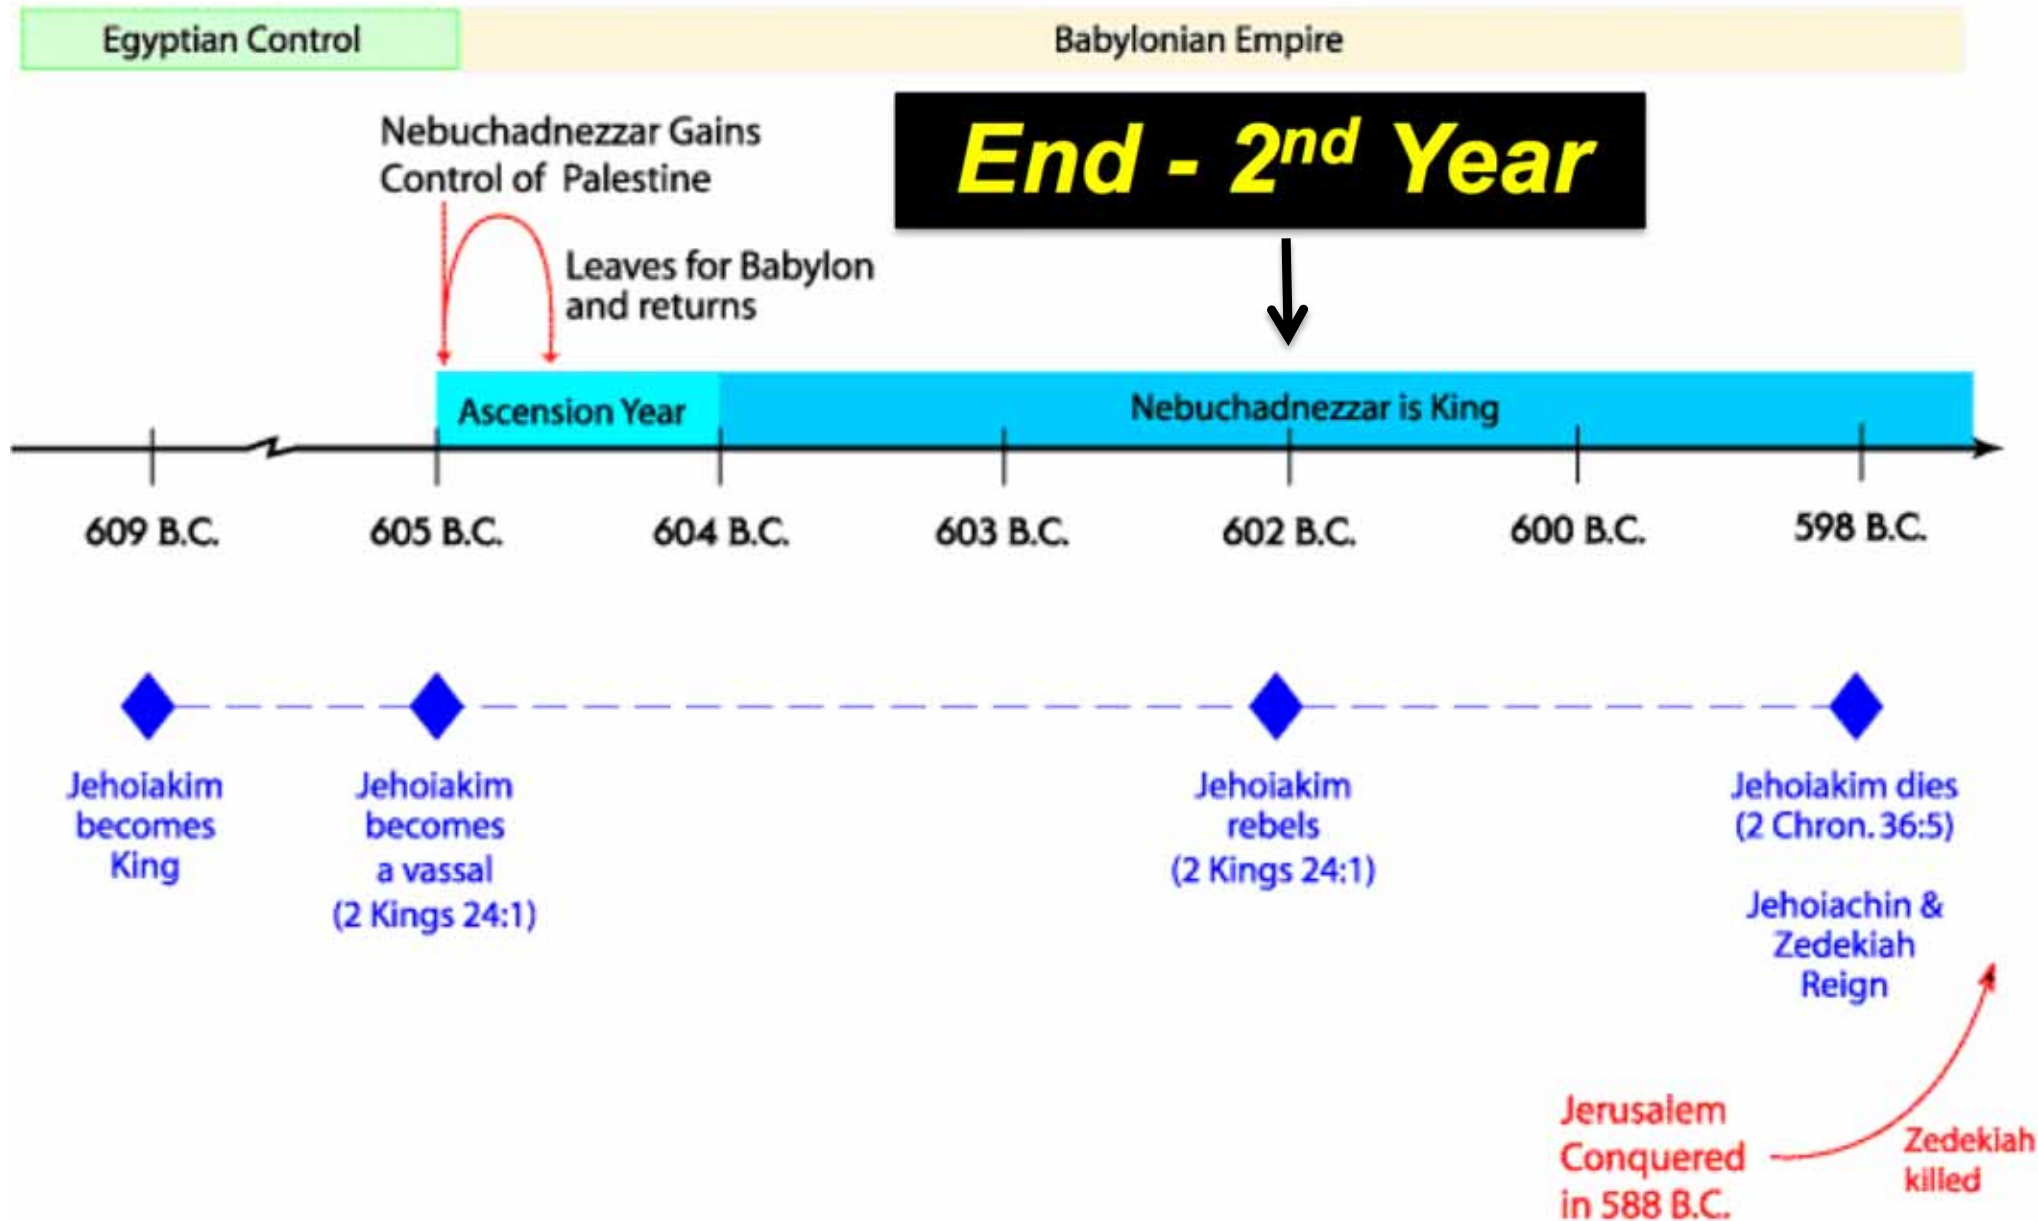 Egyptian Control
Babylonian Empire
Nebuchadnezzar Gains
Control of Palestine
End - 2nd Year
Leaves for Babylon
and returns
Ascension Year
Nebuchadnezzar is King
609 B.C.
605 B.C.
604 B.C.
603 B.C.
602 B.C.
600 B.C.
598 B.C.
Jehoiakim
becomes
King
Jehoiakim
becomes
a vassal
(2 Kings 24:1)
Jehoiakim
rebels
(2 Kings 24:1)
Jehoiakim dies
(2 Chron. 36:5)
Jehoiachin &
Zedekiah
Reign
Jerusalem
Conquered
in 588 B.C.
Zedekiah
killed